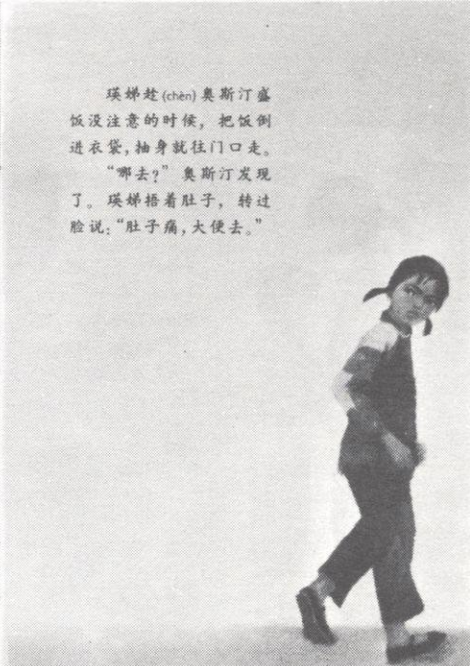 瑛娣趁(chèn)奥斯汀盛
饭没注意的时候，把饭倒
进衣袋，抽身就往门口走。
“哪去？”奥斯汀发现
了。瑛娣捂着肚子，转过
脸说：“肚子痛，大便去。”